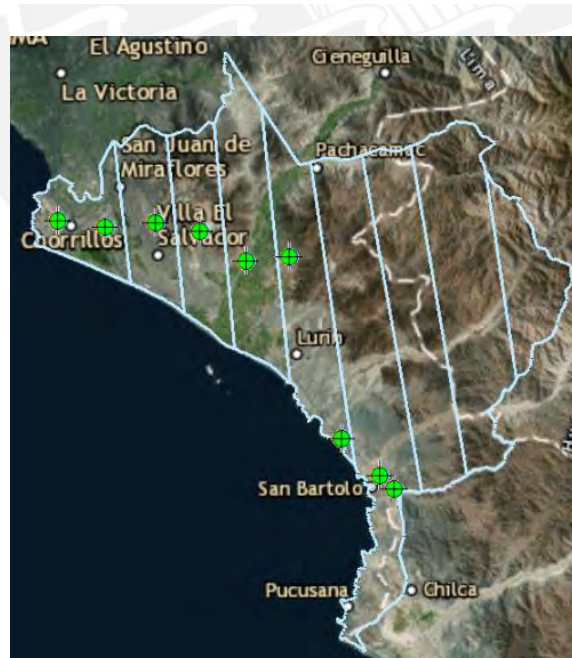 MA
El Agustino
Cieneguilla
Lima
La Victoria
San Juan de
Miraflores
Pachacamac
Villa El
Salvador
Chorrillos
Lurin
San Bartolo
Pucusana
Chilca